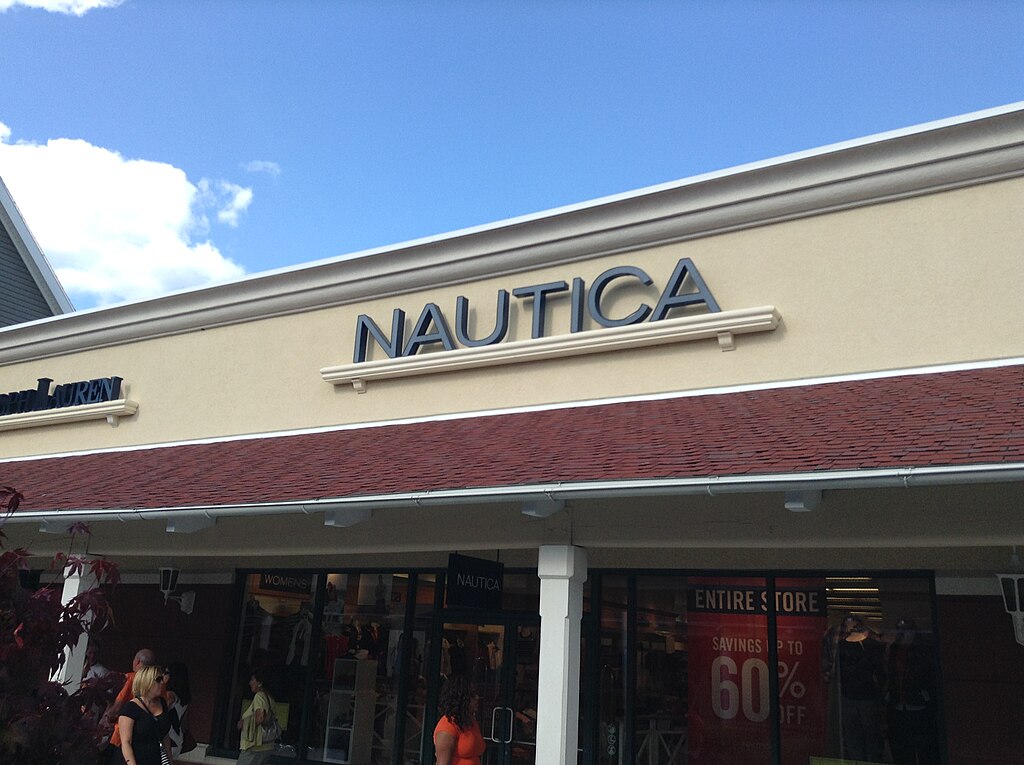 NAUTICA
LAUREN
WOMENS
NAUTICA
ENTIRE STORE
SAVINGS UP TO
60%
OFF